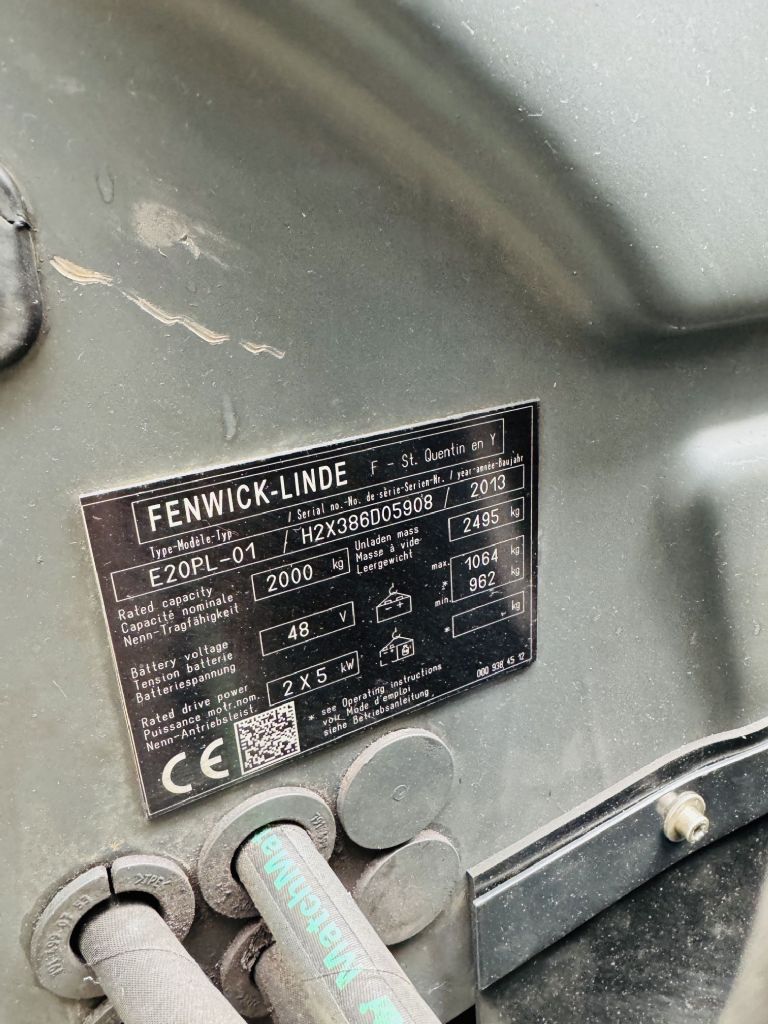 FENWICK-LINDE F - St. Quentin en Y
Type-Modèle-Typ / Serial no.-No. de série-Serien-Nr. / year-année-Baujahr
E20PL-01 / H2X386D05908 / 2013
Rated capacity
Capacité nominale
Nenn-Tragfähigkeit
2000 kg
Unladen mass
Masse à vide
Leergewicht
2495 kg
Battery voltage
Tension batterie
Batteriespannung
48 V
- +
max. 1064 kg
*
min. 962 kg
Rated drive power
Puissance motr.nom.
Nenn-Antriebsleist.
2 X 5 kW
* - kg
* see Operating instructions
voir Mode d'emploi
siehe Betriebsanleitung
000 938 45 12
CE
>TPE<
MatchMa
y MatchMa